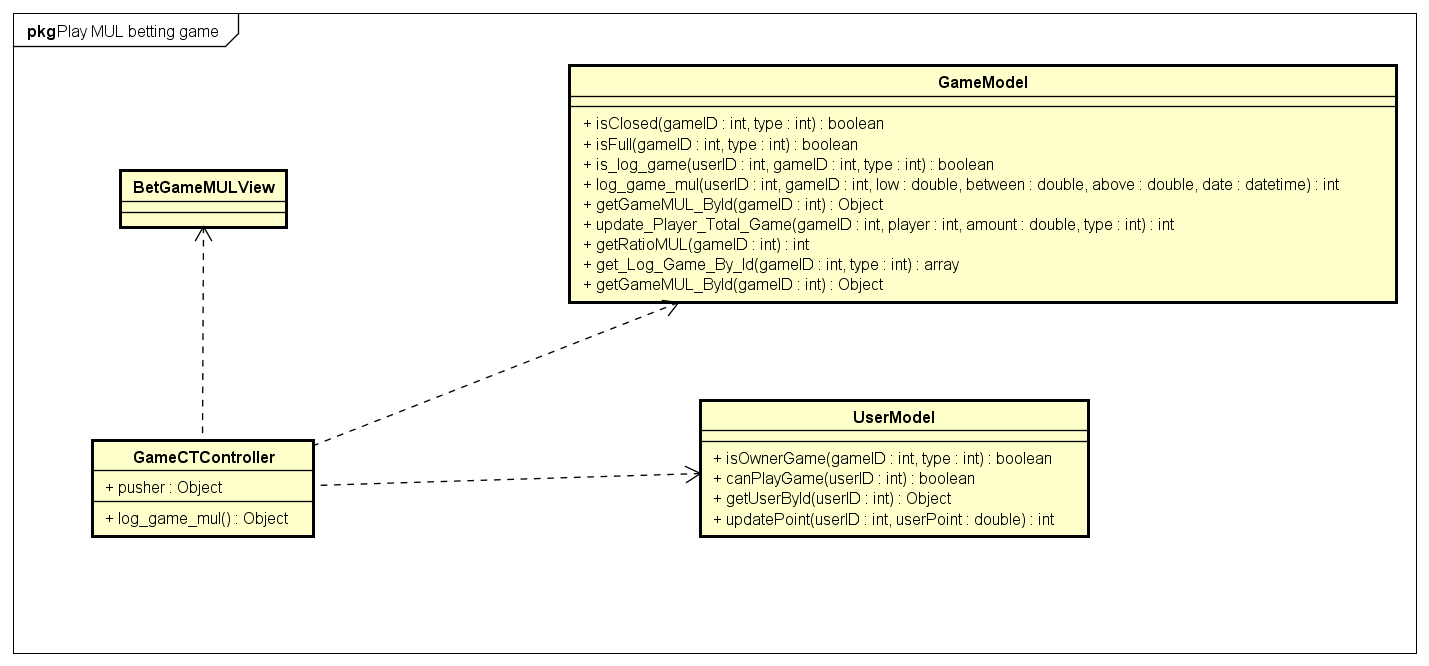 pkg Play MUL betting game
GameModel
+ isClosed(gameID : int, type : int) : boolean
+ isFull(gameID : int, type : int) : boolean
+ is_log_game(userID : int, gameID : int, type : int) : boolean
+ log_game_mul(userID : int, gameID : int, low : double, between : double, above : double, date : datetime) : int
+ getGameMUL_ById(gameID : int) : Object
+ update_Player_Total_Game(gameID : int, player : int, amount : double, type : int) : int
+ getRatioMUL(gameID : int) : int
+ get_Log_Game_By_Id(gameID : int, type : int) : array
+ getGameMUL_ById(gameID : int) : Object
BetGameMULView
UserModel
+ isOwnerGame(gameID : int, type : int) : boolean
+ canPlayGame(userID : int) : boolean
+ getUserById(userID : int) : Object
+ updatePoint(userID : int, userPoint : double) : int
GameCTController
+ pusher : Object
+ log_game_mul() : Object